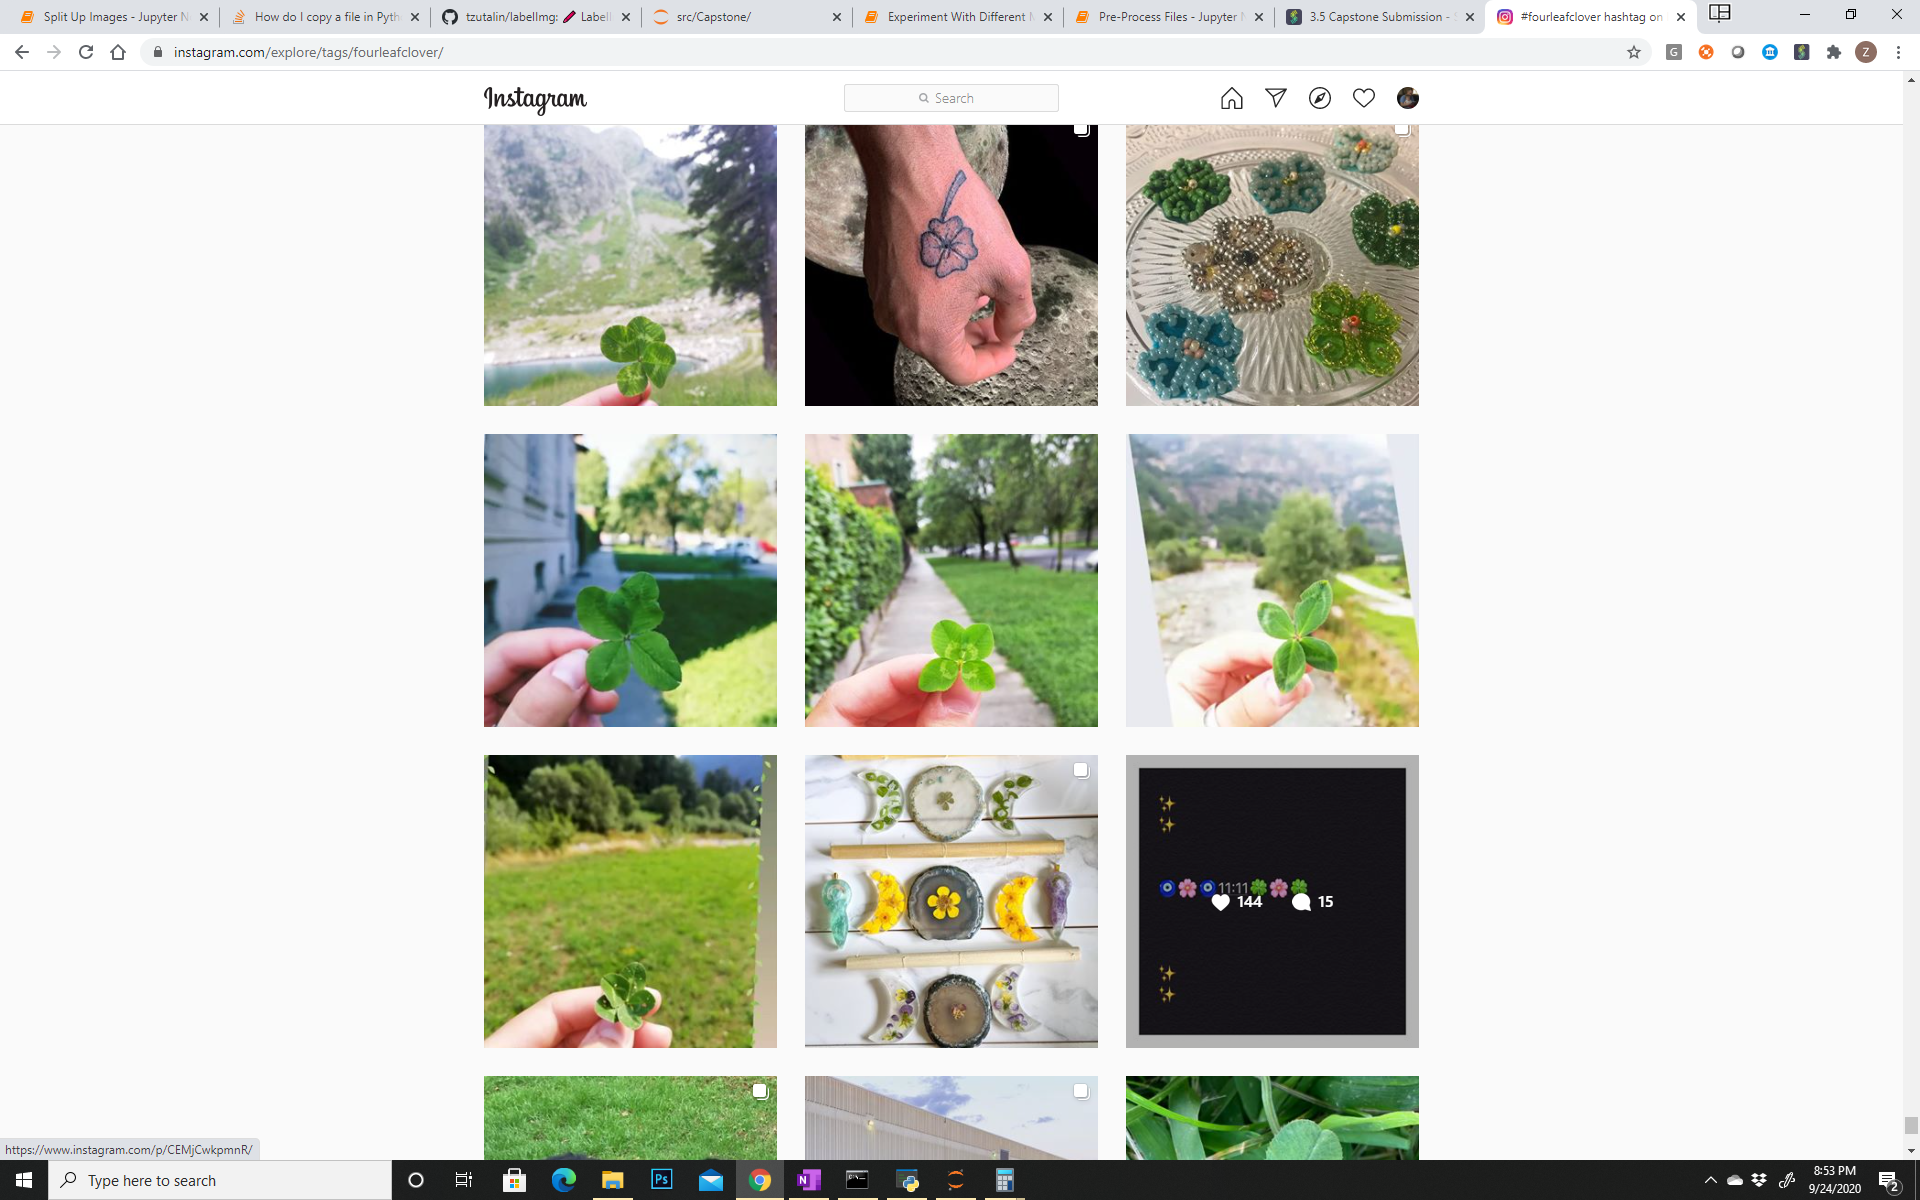 Split Up Images - Jupyter N
How do I copy a file in Pyth
tzutalin/labelImg: 🖍 Labell
src/Capstone/
Experiment With Different M
Pre-Process Files - Jupyter N
3.5 Capstone Submission - S
#fourleafclover hashtag on
instagram.com/explore/tags/fourleafclover/
G
Z
Instagram
Search
11:11
144
15
https://www.instagram.com/p/CEMjCwkpmnR/
Type here to search
Ps
N
8:53 PM
9/24/2020
2